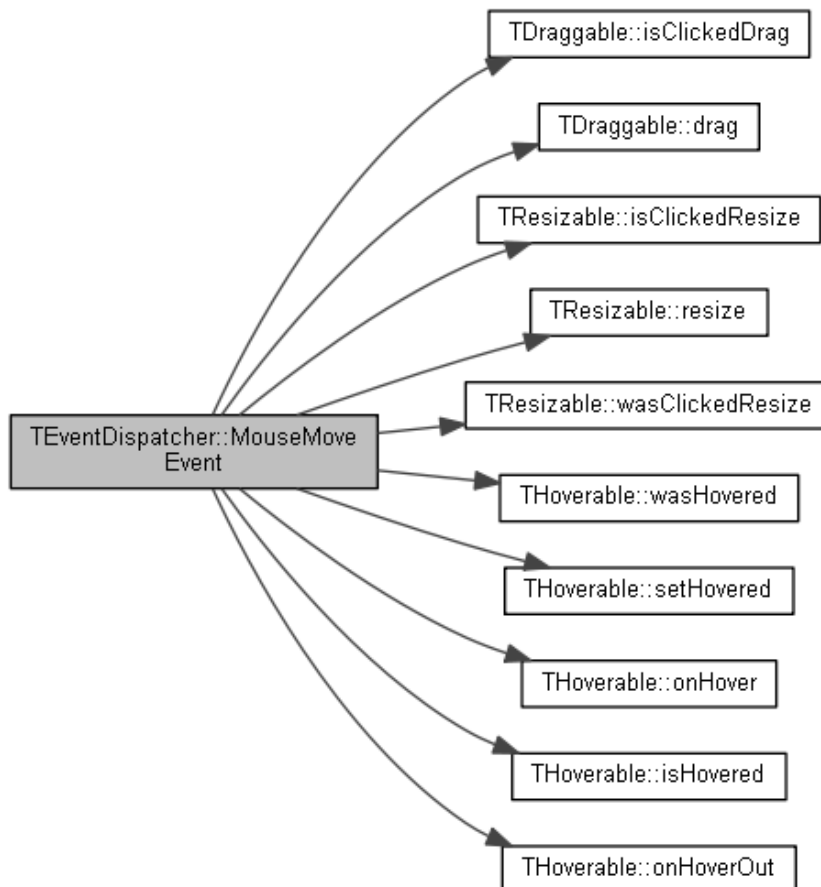 TDraggable::isClickedDrag
TDraggable::drag
TResizable::isClickedResize
TResizable::resize
TResizable::wasClickedResize
TEventDispatcher::MouseMove
Event
THoverable::wasHovered
THoverable::setHovered
THoverable::onHover
THoverable::isHovered
THoverable::onHoverOut